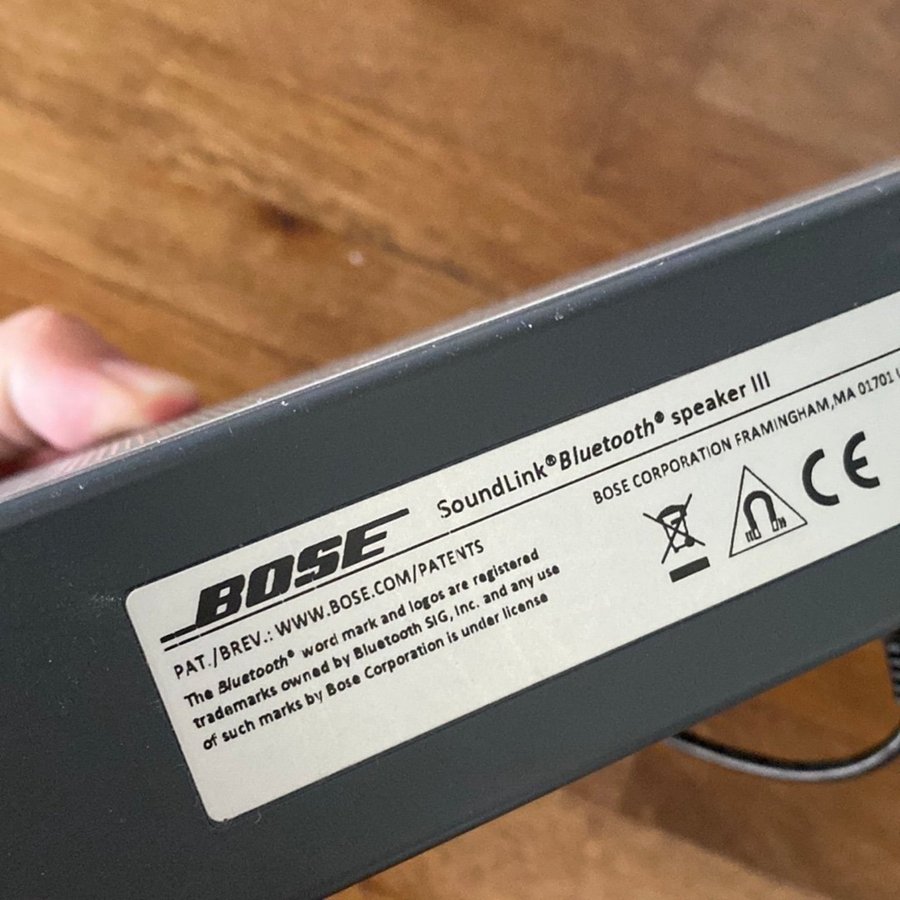 BOSE
SoundLink® Bluetooth® speaker III
PAT./BREV.: WWW.BOSE.COM/PATENTS
The Bluetooth® word mark and logos are registered
trademarks owned by Bluetooth SIG, Inc. and any use
of such marks by Bose Corporation is under license
BOSE CORPORATION FRAMINGHAM,MA 01701
CE